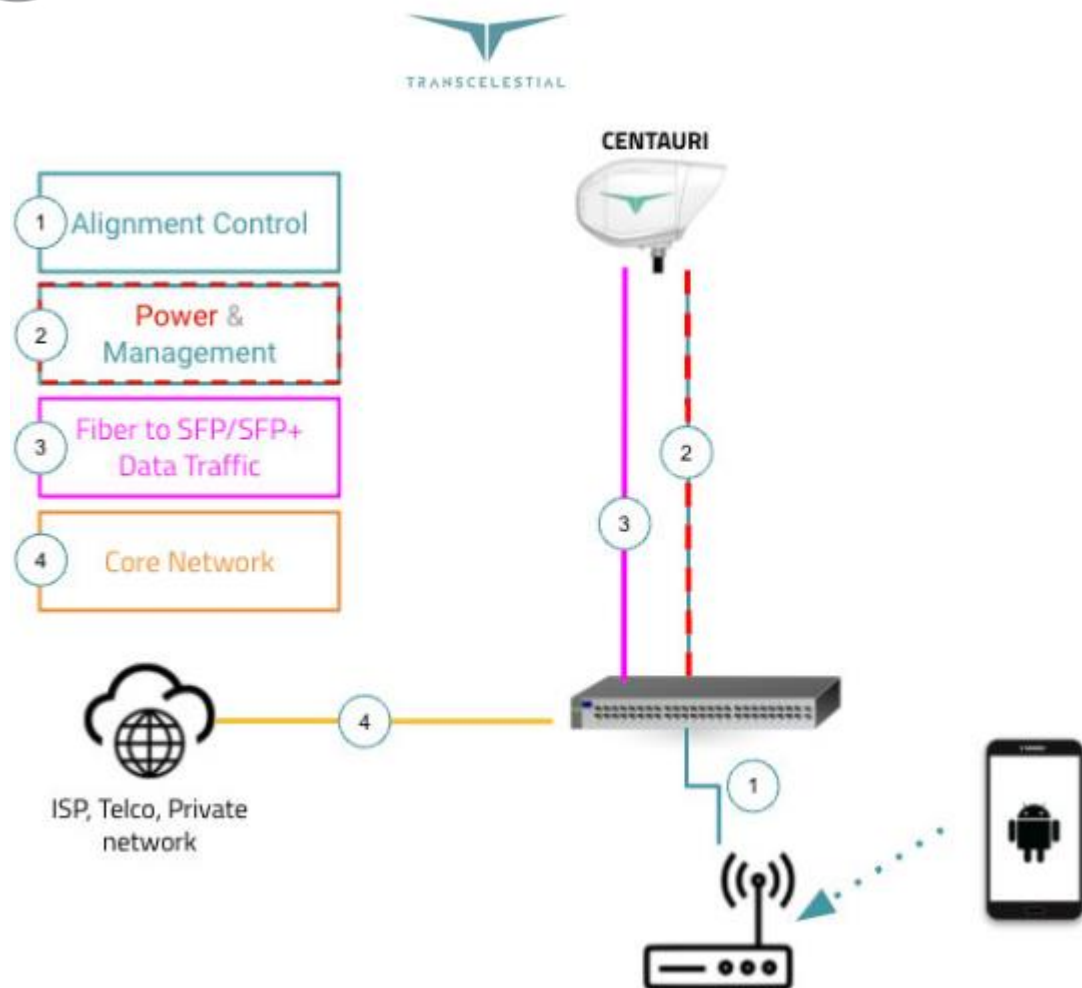 TRANSCELESTIAL
CENTAURI
1
Alignment Control
2
Power &
Management
3
Fiber to SFP/SFP+
Data Traffic
4
Core Network
2
3
4
1
ISP, Telco, Private
network